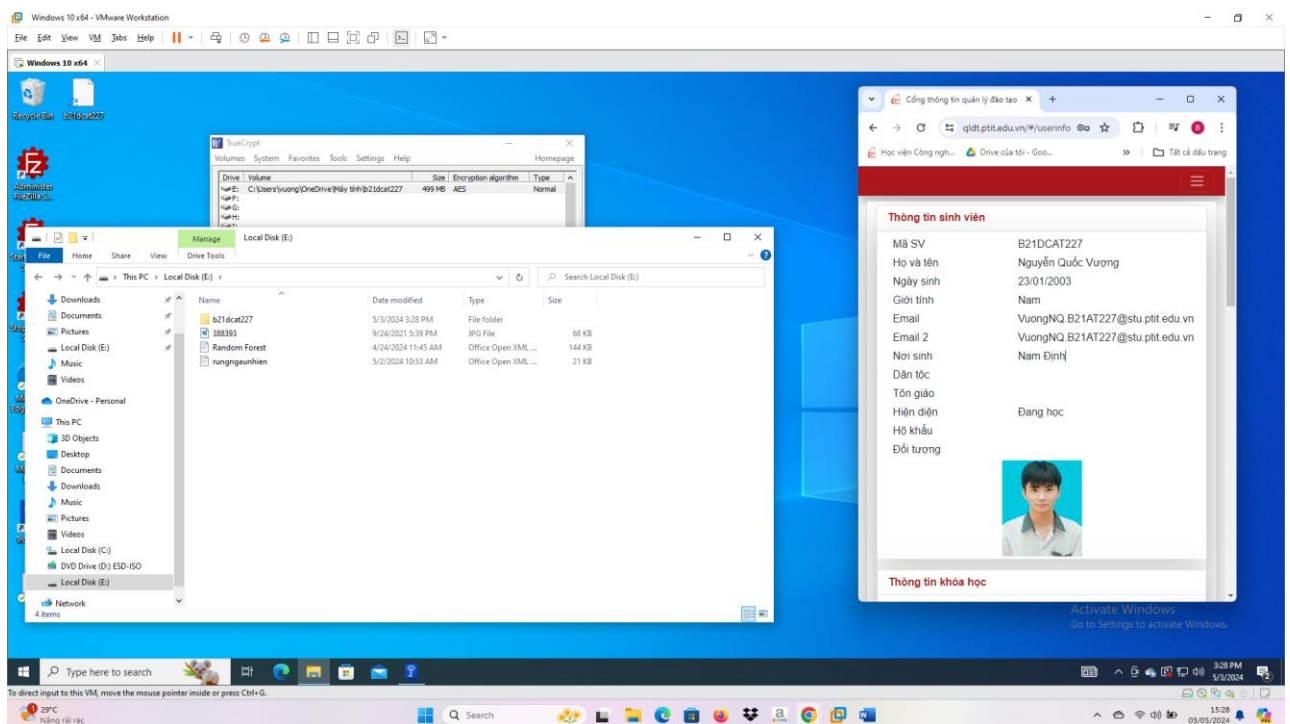 Windows 10 x64 - VMware Workstation
File Edit View VM Tabs Help
Windows 10 x64
Recycle Bin b21dcat227
Administer
FileZilla S...
TrueCrypt
Volumes System Favorites Tools Settings Help Homepage
Drive Volume Size Encryption algorithm Type
E: C:\Users\vuong\OneDrive\Máy tính\b21dcat227 499 MB AES Normal
F:
G:
H:
Manage Local Disk (E:)
File Home Share View Drive Tools
This PC > Local Disk (E:) > Search Local Disk (E:)
Name Date modified Type Size
b21dcat227 5/3/2024 3:28 PM File folder
388393 9/24/2021 5:39 PM JPG File 68 KB
Random Forest 4/24/2024 11:45 AM Office Open XML ... 144 KB
rungngaunhien 5/2/2024 10:53 AM Office Open XML ... 21 KB
Downloads
Documents
Pictures
Local Disk (E:)
Music
Videos
OneDrive - Personal
This PC
3D Objects
Desktop
Documents
Downloads
Music
Pictures
Videos
Local Disk (C:)
DVD Drive (D:) ESD-ISO
Local Disk (E:)
Network
4 items
Cổng thông tin quản lý đào tạo
qldt.ptit.edu.vn/#/userinfo
B
Học viện Công ngh... Drive của tôi - Goo... Tất cả dấu trang
Thông tin sinh viên
Mã SV B21DCAT227
Họ và tên Nguyễn Quốc Vượng
Ngày sinh 23/01/2003
Giới tính Nam
Email VuongNQ.B21AT227@stu.ptit.edu.vn
Email 2 VuongNQ.B21AT227@stu.ptit.edu.vn
Nơi sinh Nam Định
Dân tộc
Tôn giáo
Hiện diện Đang học
Hộ khẩu
Đối tượng
Thông tin khóa học
Activate Windows
Go to Settings to activate Windows.
Type here to search
3:28 PM
5/3/2024
To direct input to this VM, move the mouse pointer inside or press Ctrl+G.
29°C
Nắng rải rác
Search
15:28
03/05/2024